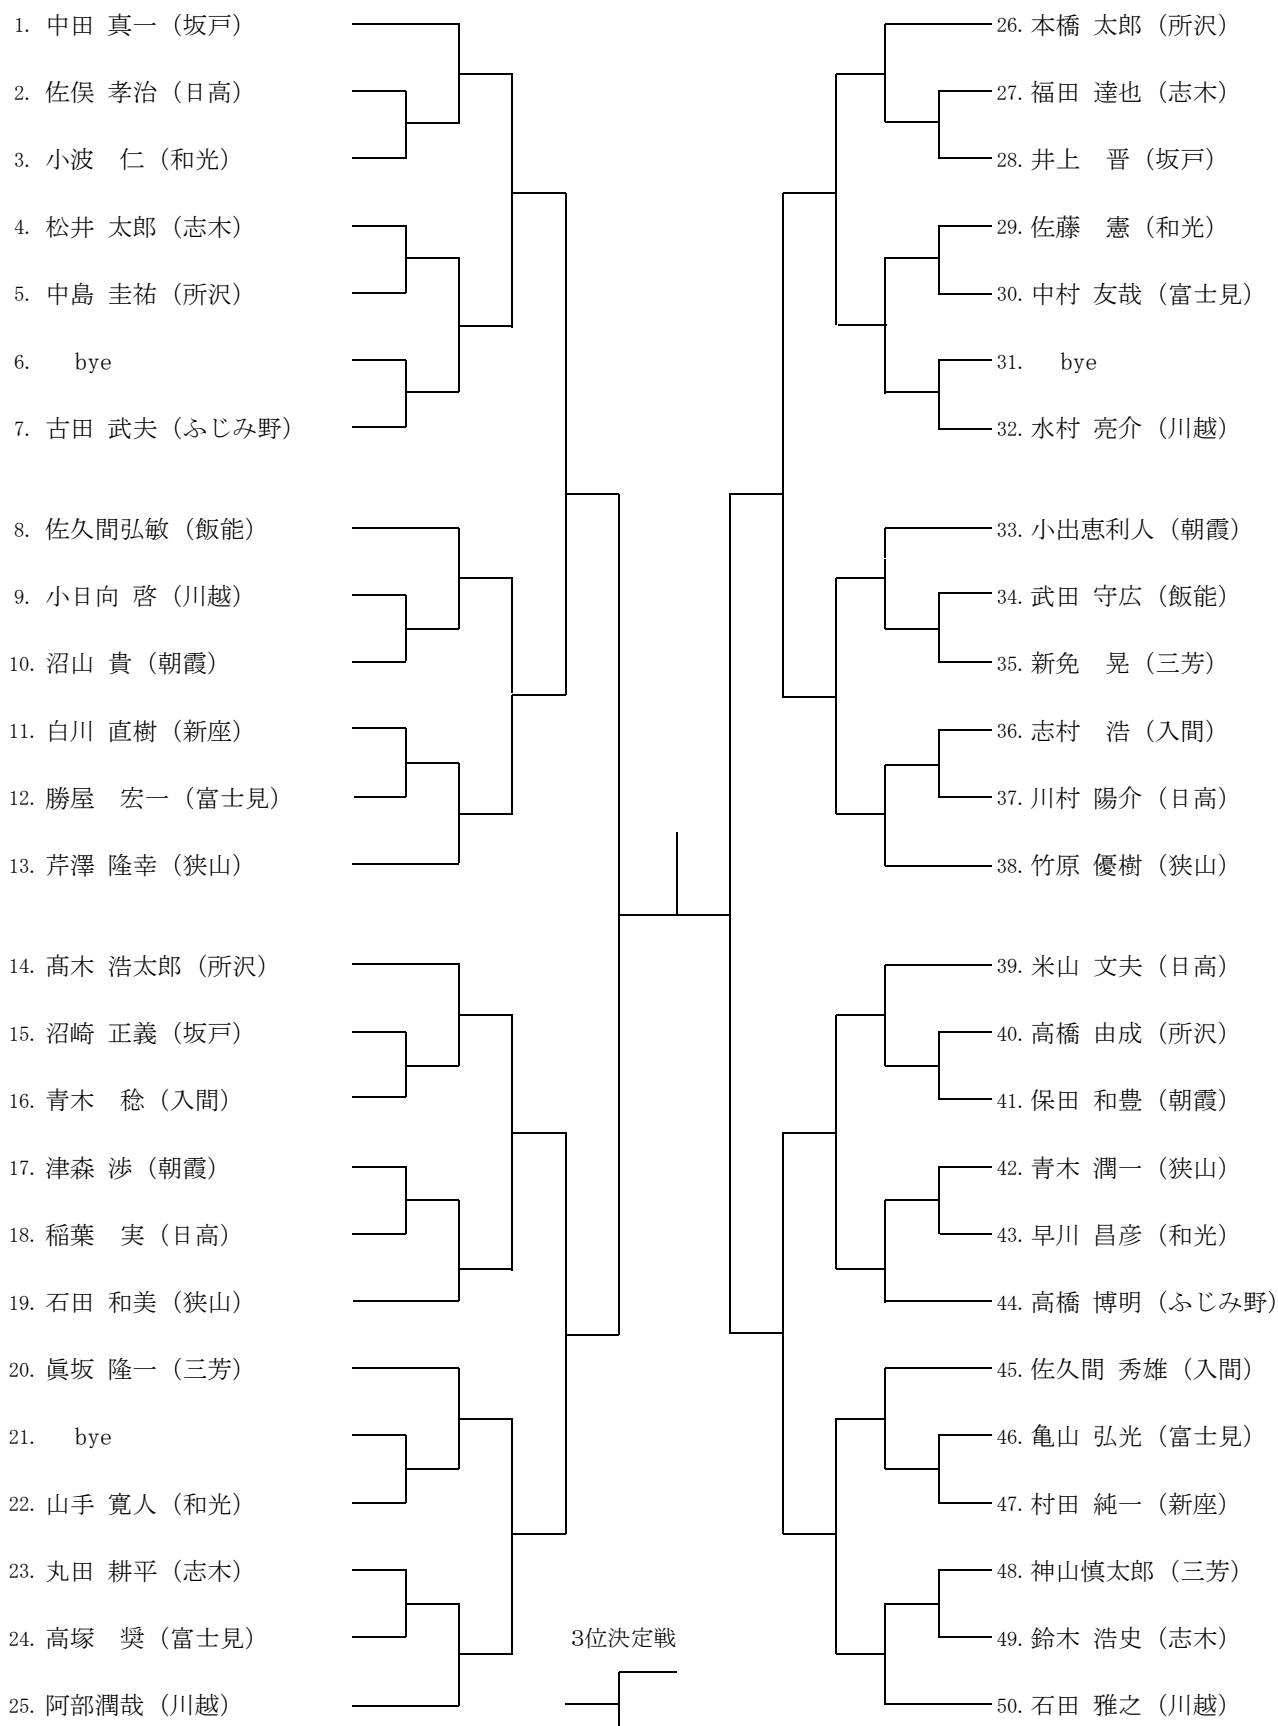 1. 中田 真一（坂戸）
2. 佐俣 孝治（日高）
3. 小波　仁（和光）
4. 松井 太郎（志木）
5. 中島 圭祐（所沢）
6. bye
7. 古田 武夫（ふじみ野）
8. 佐久間弘敏（飯能）
9. 小日向 啓（川越）
10. 沼山 貴（朝霞）
11. 白川 直樹（新座）
12. 勝屋　宏一（富士見）
13. 芹澤 隆幸（狭山）
14. 髙木 浩太郎（所沢）
15. 沼崎 正義（坂戸）
16. 青木　稔（入間）
17. 津森 渉（朝霞）
18. 稲葉　実（日高）
19. 石田 和美（狭山）
20. 眞坂 隆一（三芳）
21. bye
22. 山手 寛人（和光）
23. 丸田 耕平（志木）
24. 高塚　奨（富士見）
25. 阿部潤哉（川越）
3位決定戦
26. 本橋 太郎（所沢）
27. 福田 達也（志木）
28. 井上　晋（坂戸）
29. 佐藤　憲（和光）
30. 中村 友哉（富士見）
31. bye
32. 水村 亮介（川越）
33. 小出恵利人（朝霞）
34. 武田 守広（飯能）
35. 新免　晃（三芳）
36. 志村　浩（入間）
37. 川村 陽介（日高）
38. 竹原 優樹（狭山）
39. 米山 文夫（日高）
40. 高橋 由成（所沢）
41. 保田 和豊（朝霞）
42. 青木 潤一（狭山）
43. 早川 昌彦（和光）
44. 高橋 博明（ふじみ野）
45. 佐久間 秀雄（入間）
46. 亀山 弘光（富士見）
47. 村田 純一（新座）
48. 神山慎太郎（三芳）
49. 鈴木 浩史（志木）
50. 石田 雅之（川越）